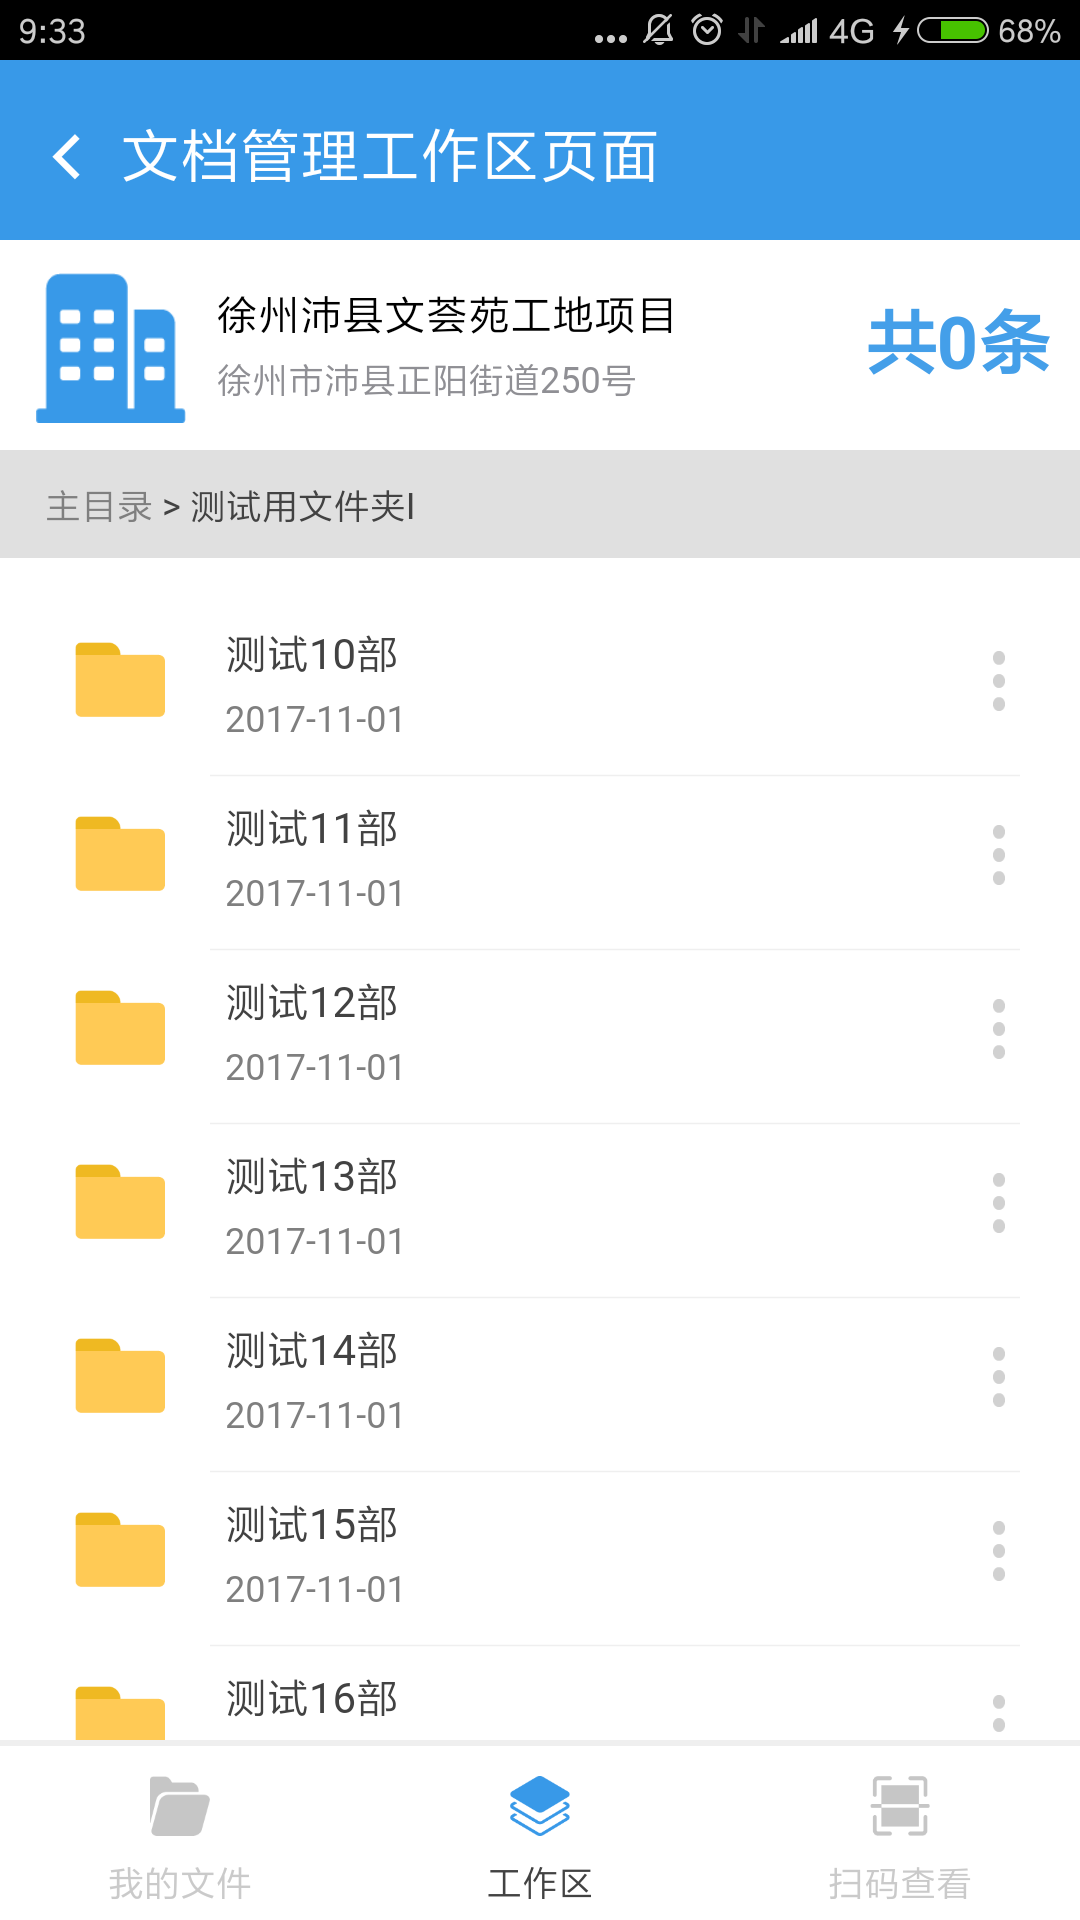 9:33
4G
68%
文档管理工作区页面
徐州沛县文荟苑工地项目
共0条
徐州市沛县正阳街道250号
主目录 > 测试用文件夹I
测试10部
2017-11-01
测试11部
2017-11-01
测试12部
2017-11-01
测试13部
2017-11-01
测试14部
2017-11-01
测试15部
2017-11-01
测试16部
我的文件
工作区
扫码查看